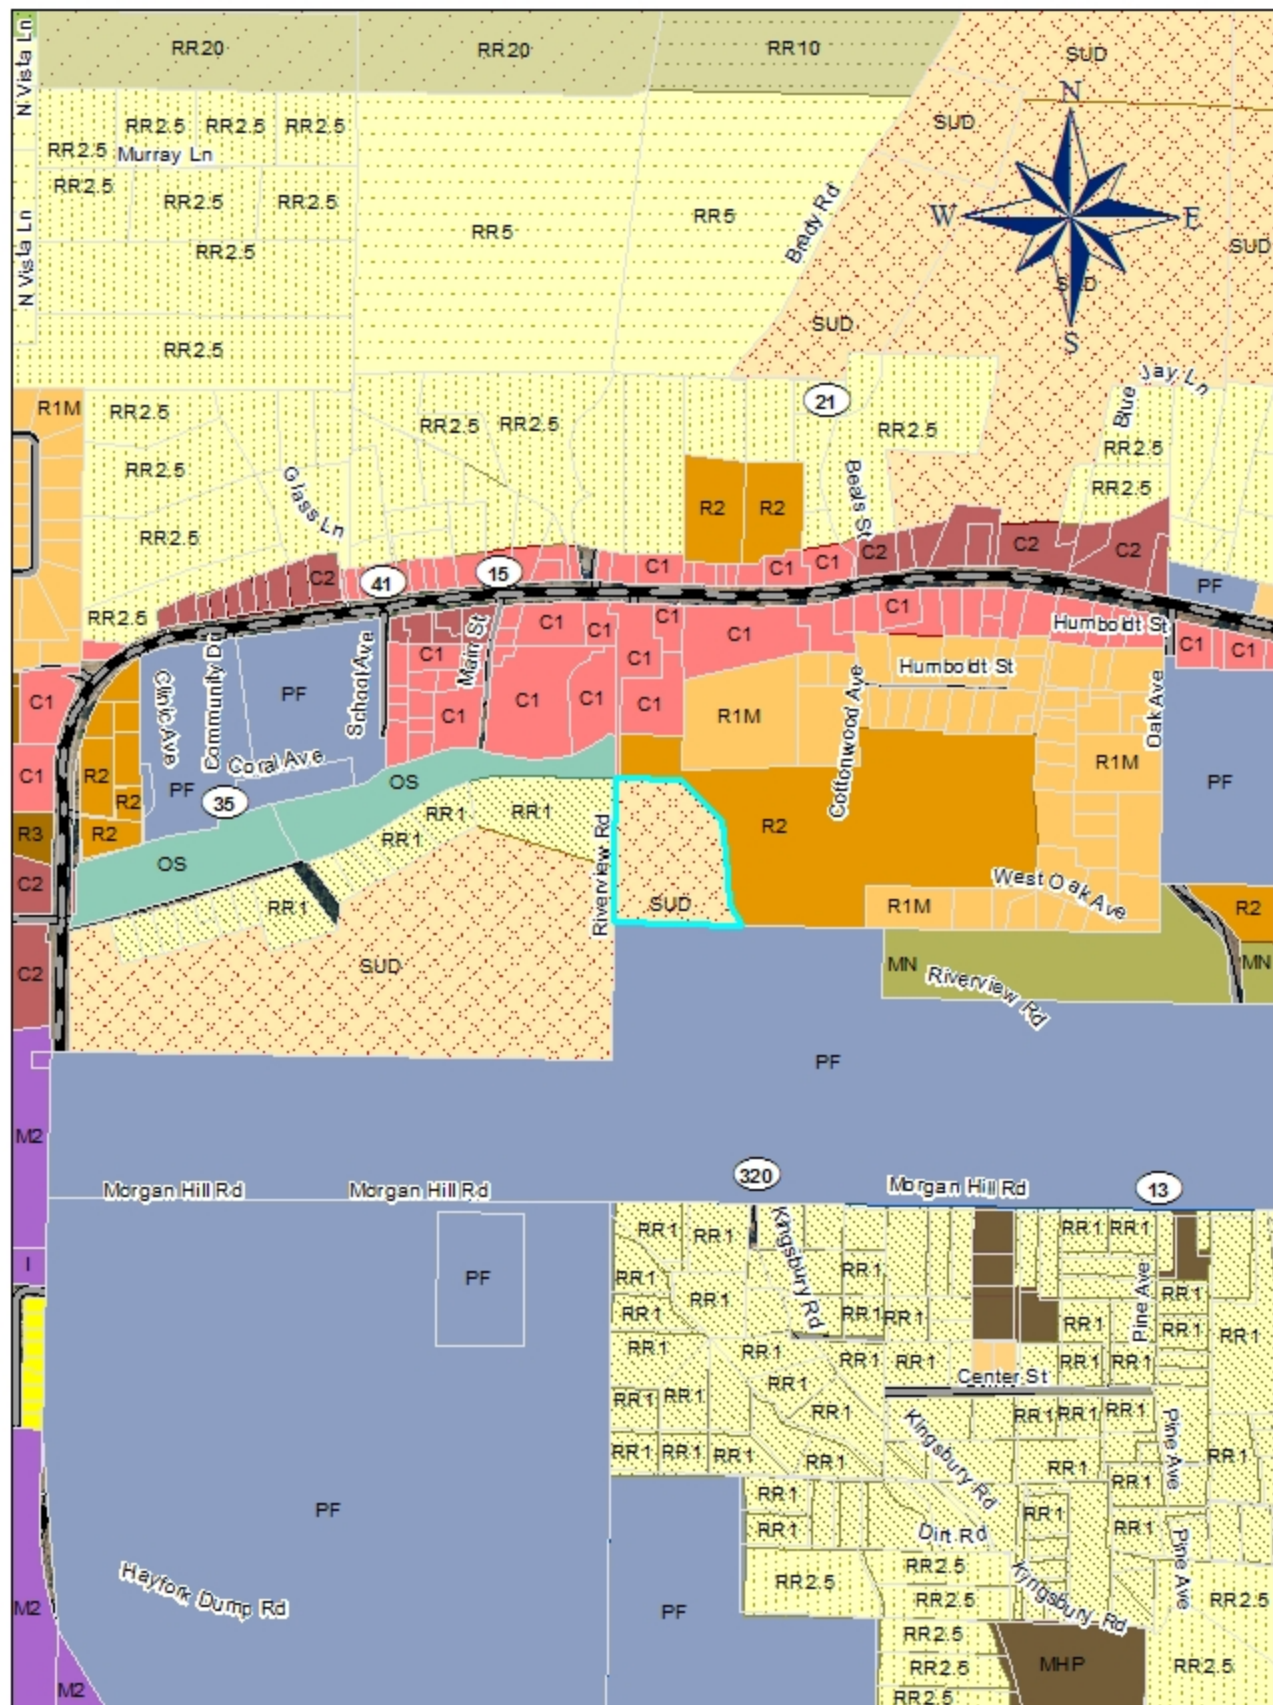 N Vista Ln
RR20
RR20
RR10
SUD
N
RR2.5
RR2.5
RR2.5
SUD
RR2.5
Murray Ln
RR2.5
RR2.5
RR2.5
RR5
RR5
Brady Rd
W
E
N Vista Ln
RR2.5
SUD
SUD
SUD
S
RR2.5
Blue Jay Ln
R1M
RR2.5
RR2.5
RR2.5
21
RR2.5
RR2.5
RR2.5
RR2.5
Glass Ln
R2
R2
Beals St
RR2.5
C2
41
15
C1
C1
C1
C2
C2
C2
PF
RR2.5
C1
C1
C1
C1
C1
Humboldt St
C1
Main St
C1
C1
C1
Humboldt St
C1
Clinic Ave
Community Dr
PF
School Ave
C1
C1
C1
C1
R1M
Cottonwood Ave
Oak Ave
C1
R2
PF
Coral Ave
OS
R1M
PF
R2
35
RR1
RR1
R3
R2
RR1
Riverview Rd
R2
OS
C2
RR1
SUD
R1M
West Oak Ave
R2
C2
SUD
MN
Riverview Rd
MN
PF
M2
Morgan Hill Rd
Morgan Hill Rd
320
Morgan Hill Rd
13
RR1
RR1
Kingsbury Rd
RR1
RR1
I
PF
RR1
RR1
RR1
Pine Ave
RR1
RR1
RR1
RR1
RR1
RR1
RR1
RR1
RR1
RR1
RR1
RR1
RR1
RR1
Center St
RR1
RR1
RR1
RR1
RR1
RR1
RR1
Kingsbury Rd
Pine Ave
RR1
RR1
RR1
RR1
RR1
RR1
RR1
RR1
RR1
PF
RR1
Dirt Rd
RR1
Pine Ave
RR2.5
RR2.5
RR2.5
Kyngsbury Rd
RR2.5
Hayfork Dump Rd
M2
PF
RR2.5
MHP
RR2.5
RR2.5
M2
RR2.5